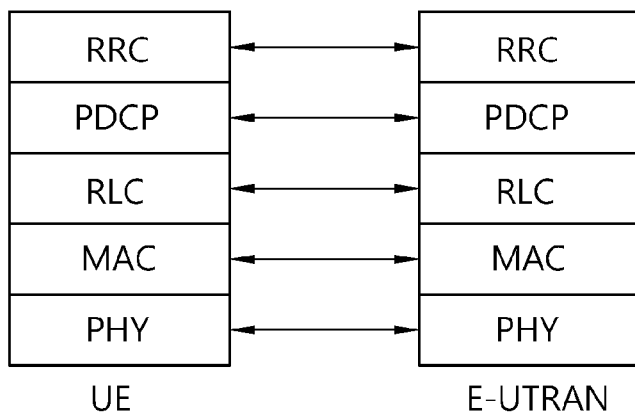 RRC RRC
PDCP PDCP
RLC RLC
MAC MAC
PHY PHY
UE E-UTRAN